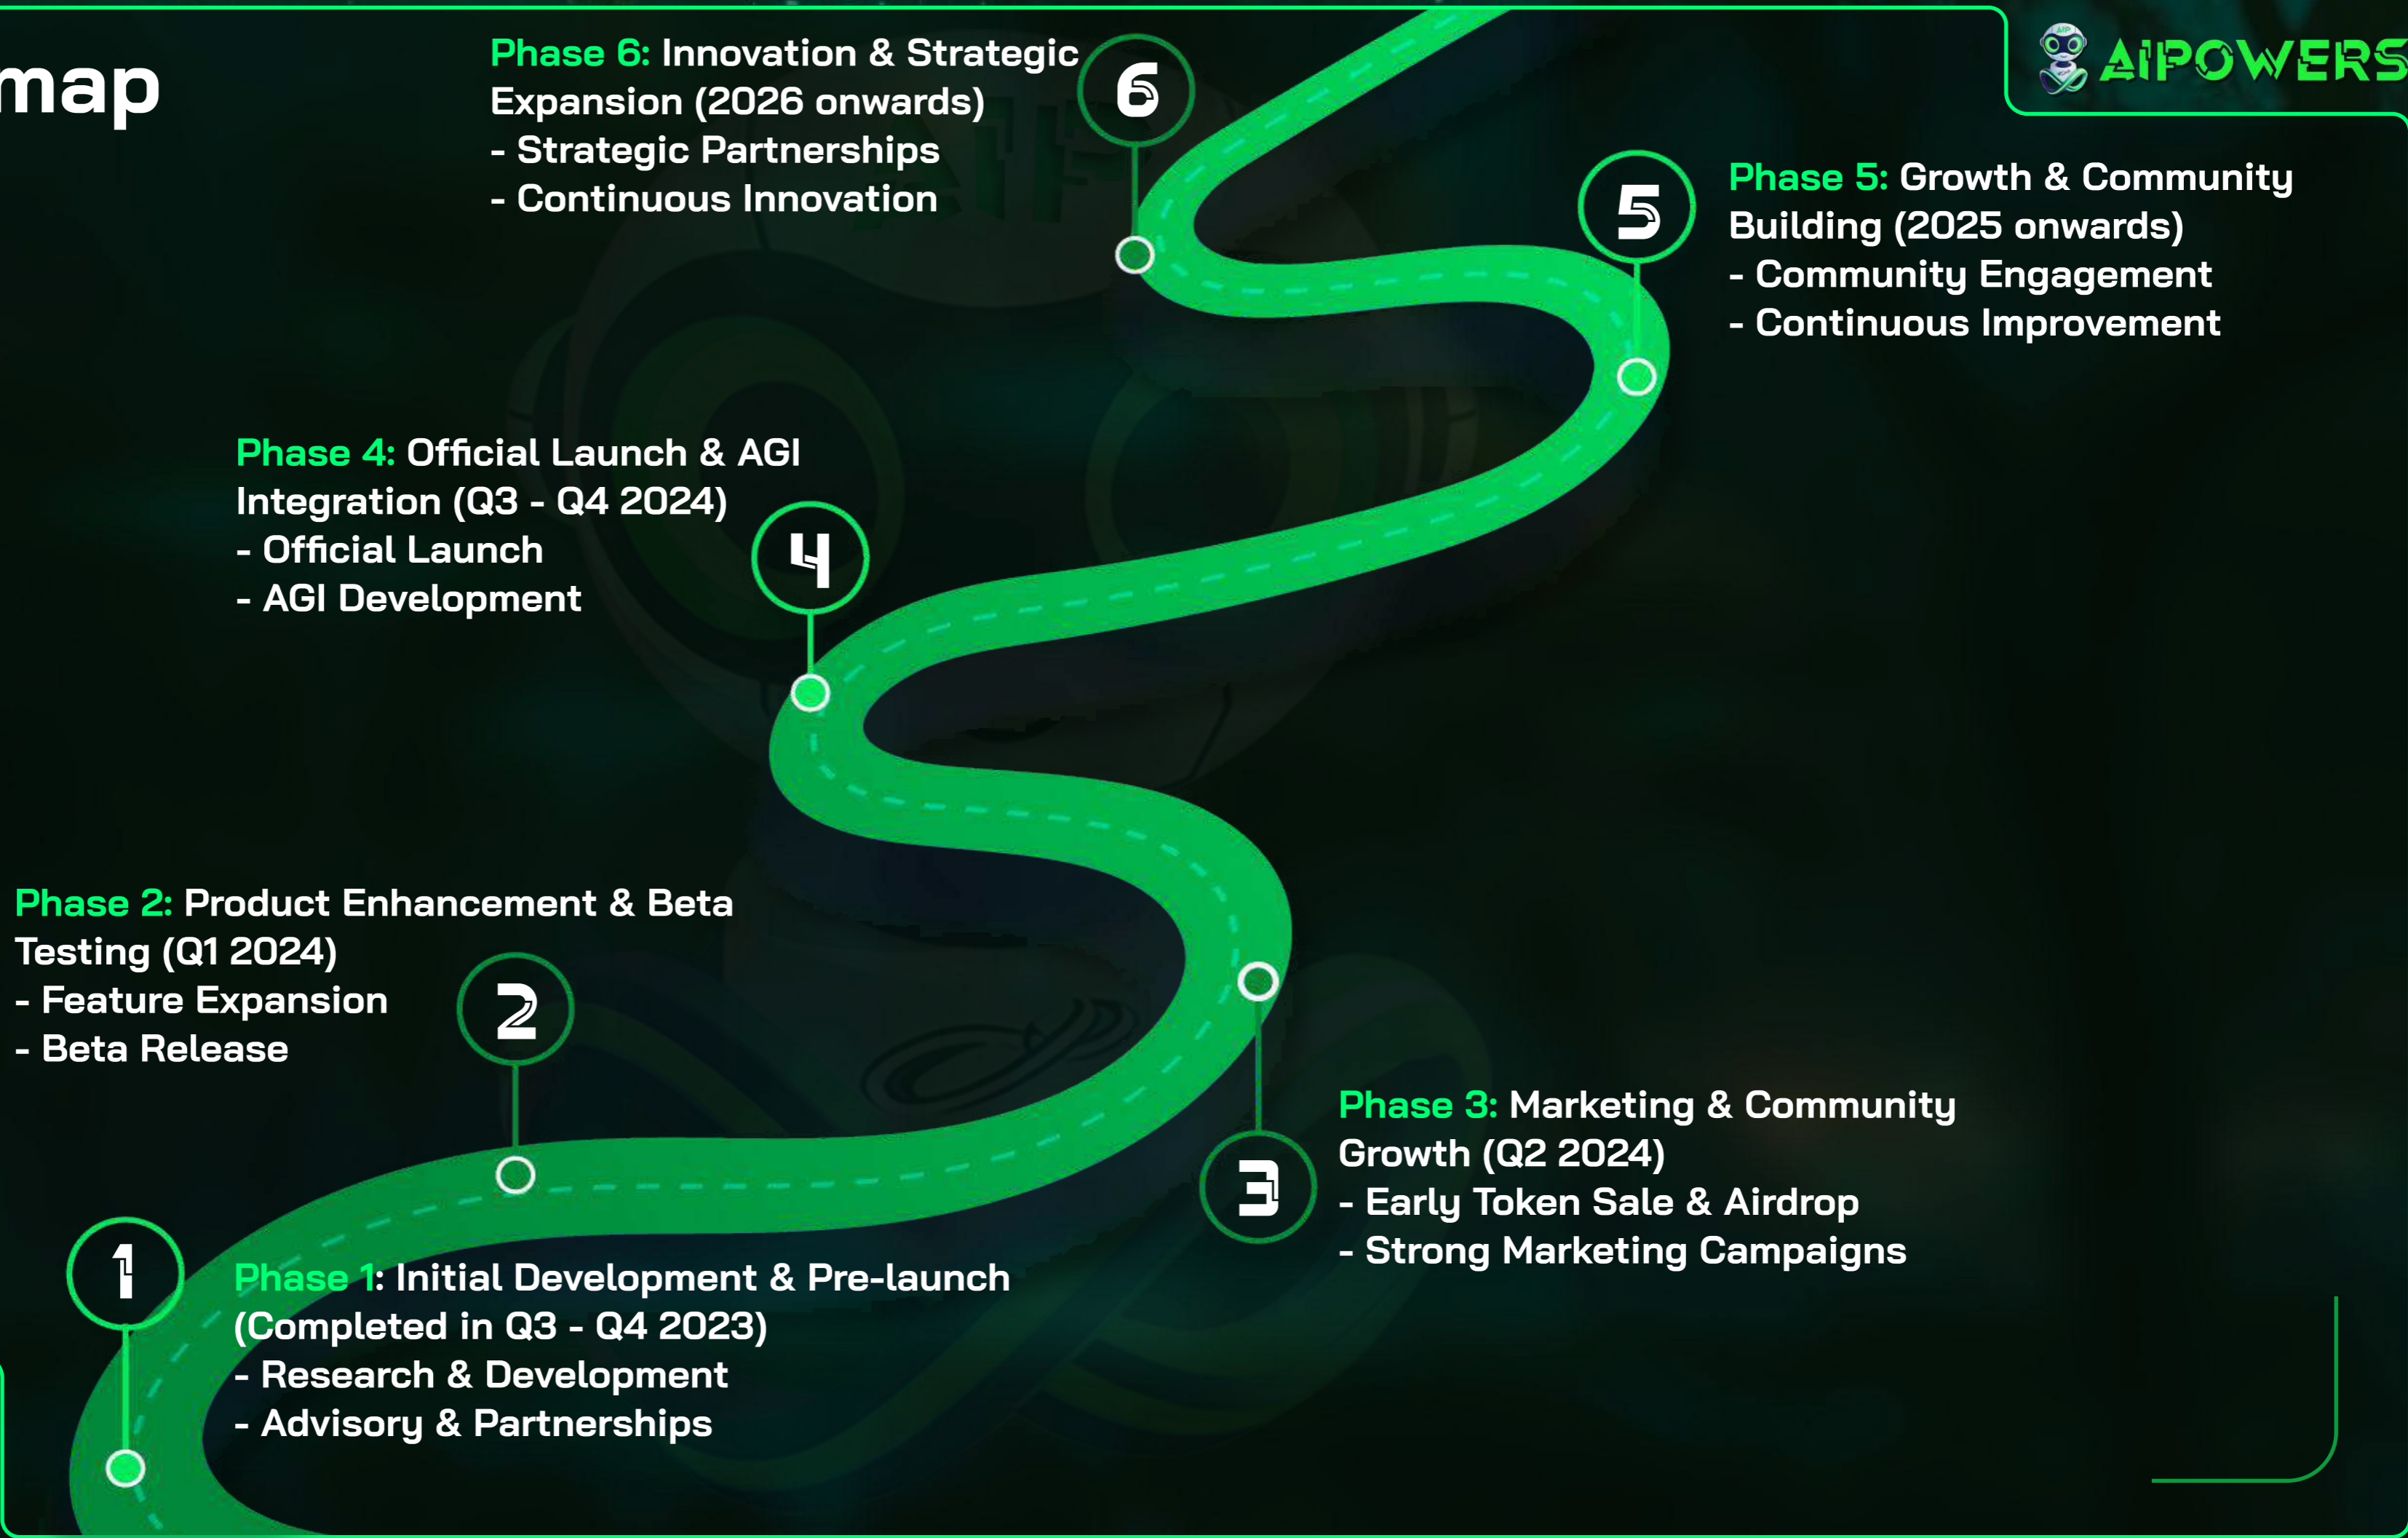 map
AIPOWERS
AIP
Phase 6: Innovation & Strategic
Expansion (2026 onwards)
- Strategic Partnerships
- Continuous Innovation
6
5
Phase 5: Growth & Community
Building (2025 onwards)
- Community Engagement
- Continuous Improvement
Phase 4: Official Launch & AGI
Integration (Q3 - Q4 2024)
- Official Launch
- AGI Development
4
Phase 2: Product Enhancement & Beta
Testing (Q1 2024)
- Feature Expansion
- Beta Release
2
3
Phase 3: Marketing & Community
Growth (Q2 2024)
- Early Token Sale & Airdrop
- Strong Marketing Campaigns
1
Phase 1: Initial Development & Pre-launch
(Completed in Q3 - Q4 2023)
- Research & Development
- Advisory & Partnerships